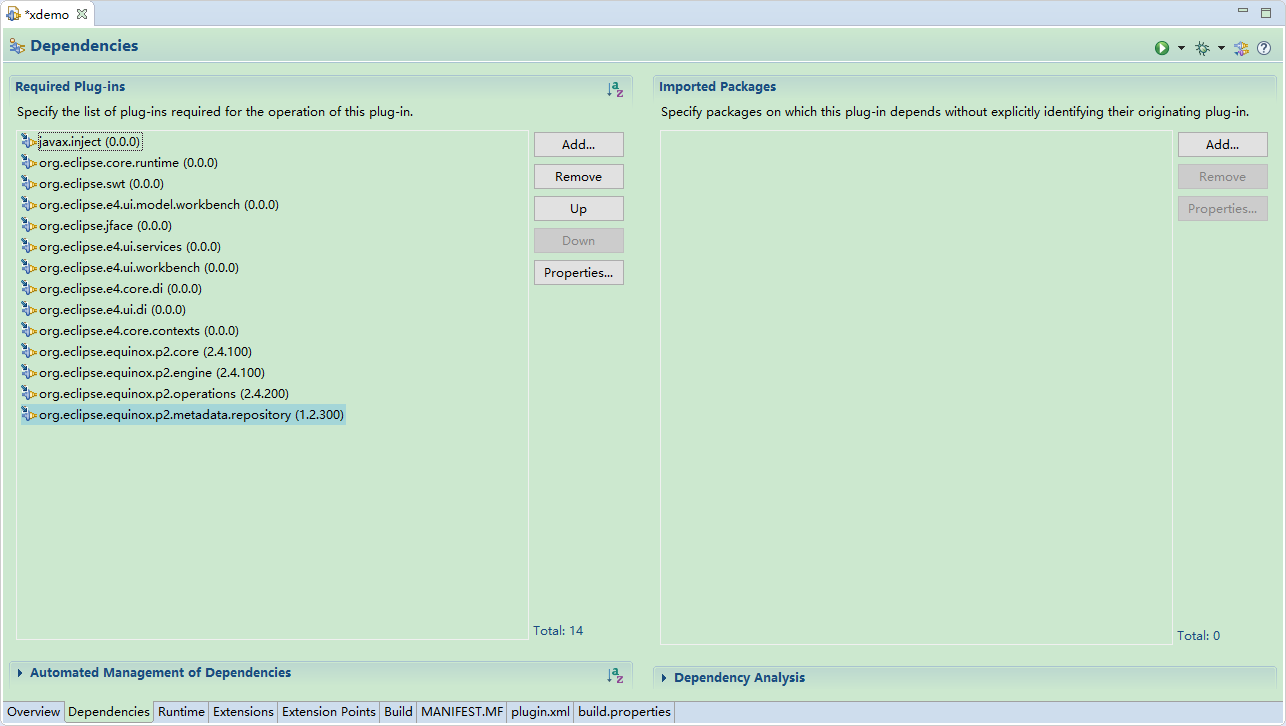 *xdemo
Dependencies
Required Plug-ins
Specify the list of plug-ins required for the operation of this plug-in.
javax.inject (0.0.0)
org.eclipse.core.runtime (0.0.0)
org.eclipse.swt (0.0.0)
org.eclipse.e4.ui.model.workbench (0.0.0)
org.eclipse.jface (0.0.0)
org.eclipse.e4.ui.services (0.0.0)
org.eclipse.e4.ui.workbench (0.0.0)
org.eclipse.e4.core.di (0.0.0)
org.eclipse.e4.ui.di (0.0.0)
org.eclipse.e4.core.contexts (0.0.0)
org.eclipse.equinox.p2.core (2.4.100)
org.eclipse.equinox.p2.engine (2.4.100)
org.eclipse.equinox.p2.operations (2.4.200)
org.eclipse.equinox.p2.metadata.repository (1.2.300)
Add...
Remove
Up
Down
Properties...
Total: 14
Imported Packages
Specify packages on which this plug-in depends without explicitly identifying their originating plug-in.
Add...
Remove
Properties...
Total: 0
Automated Management of Dependencies
Dependency Analysis
Overview Dependencies Runtime Extensions Extension Points Build MANIFEST.MF plugin.xml build.properties